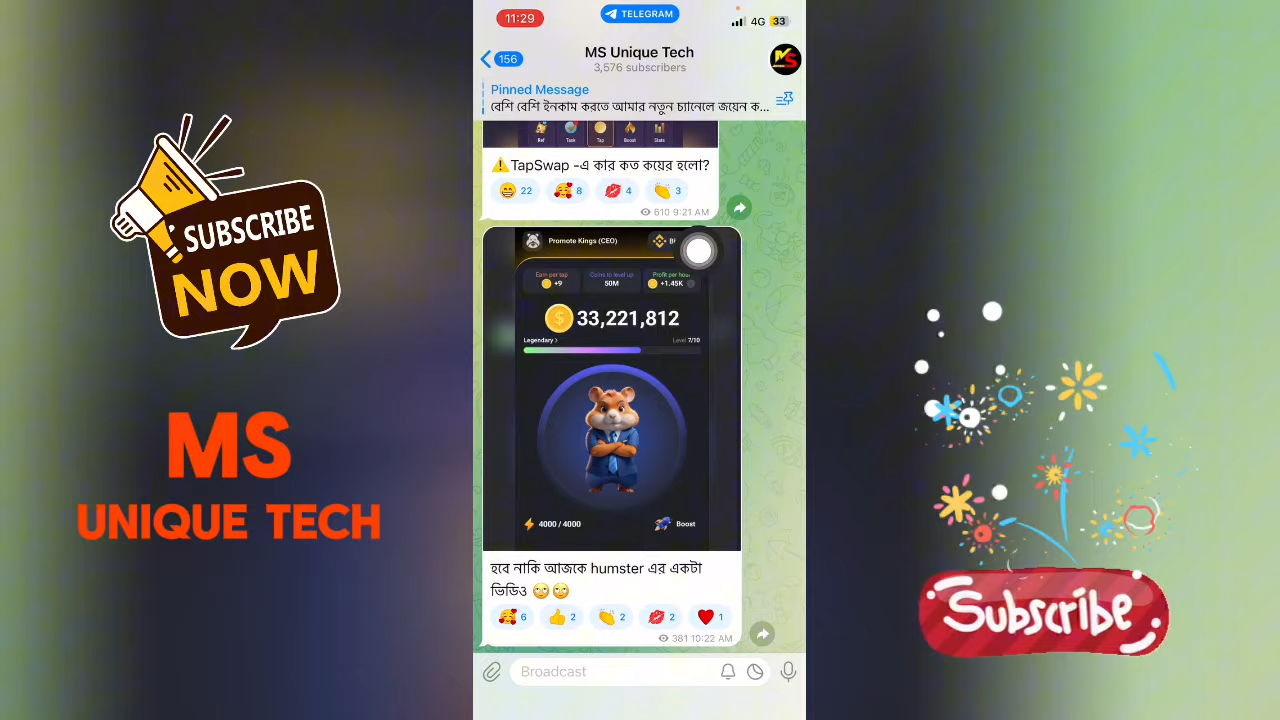 11:29
TELEGRAM
4G 33
156
MS Unique Tech
3,576 subscribers
MS
Pinned Message
বেশি বেশি ইনকাম করতে আমার নতুন চ্যানেলে জয়েন ক...
Ref Task Tap Boost Stats
⚠️TapSwap -এ কার কত কয়ের হলো?
😁 22 🥰 8 💋 4 👏 3
610 9:21 AM
Promote Kings (CEO)
Earn per tap Coins to level up Profit per hour
+9 50M +1.45K
33,221,812
Legendary > Level 7/10
4000 / 4000 Boost
হবে নাকি আজকে humster এর একটা
ভিডিও 🙄🙄
🥰 6 👍 2 👏 2 💋 2 ❤️ 1
381 10:22 AM
Broadcast
SUBSCRIBE
NOW
MS
UNIQUE TECH
Subscribe